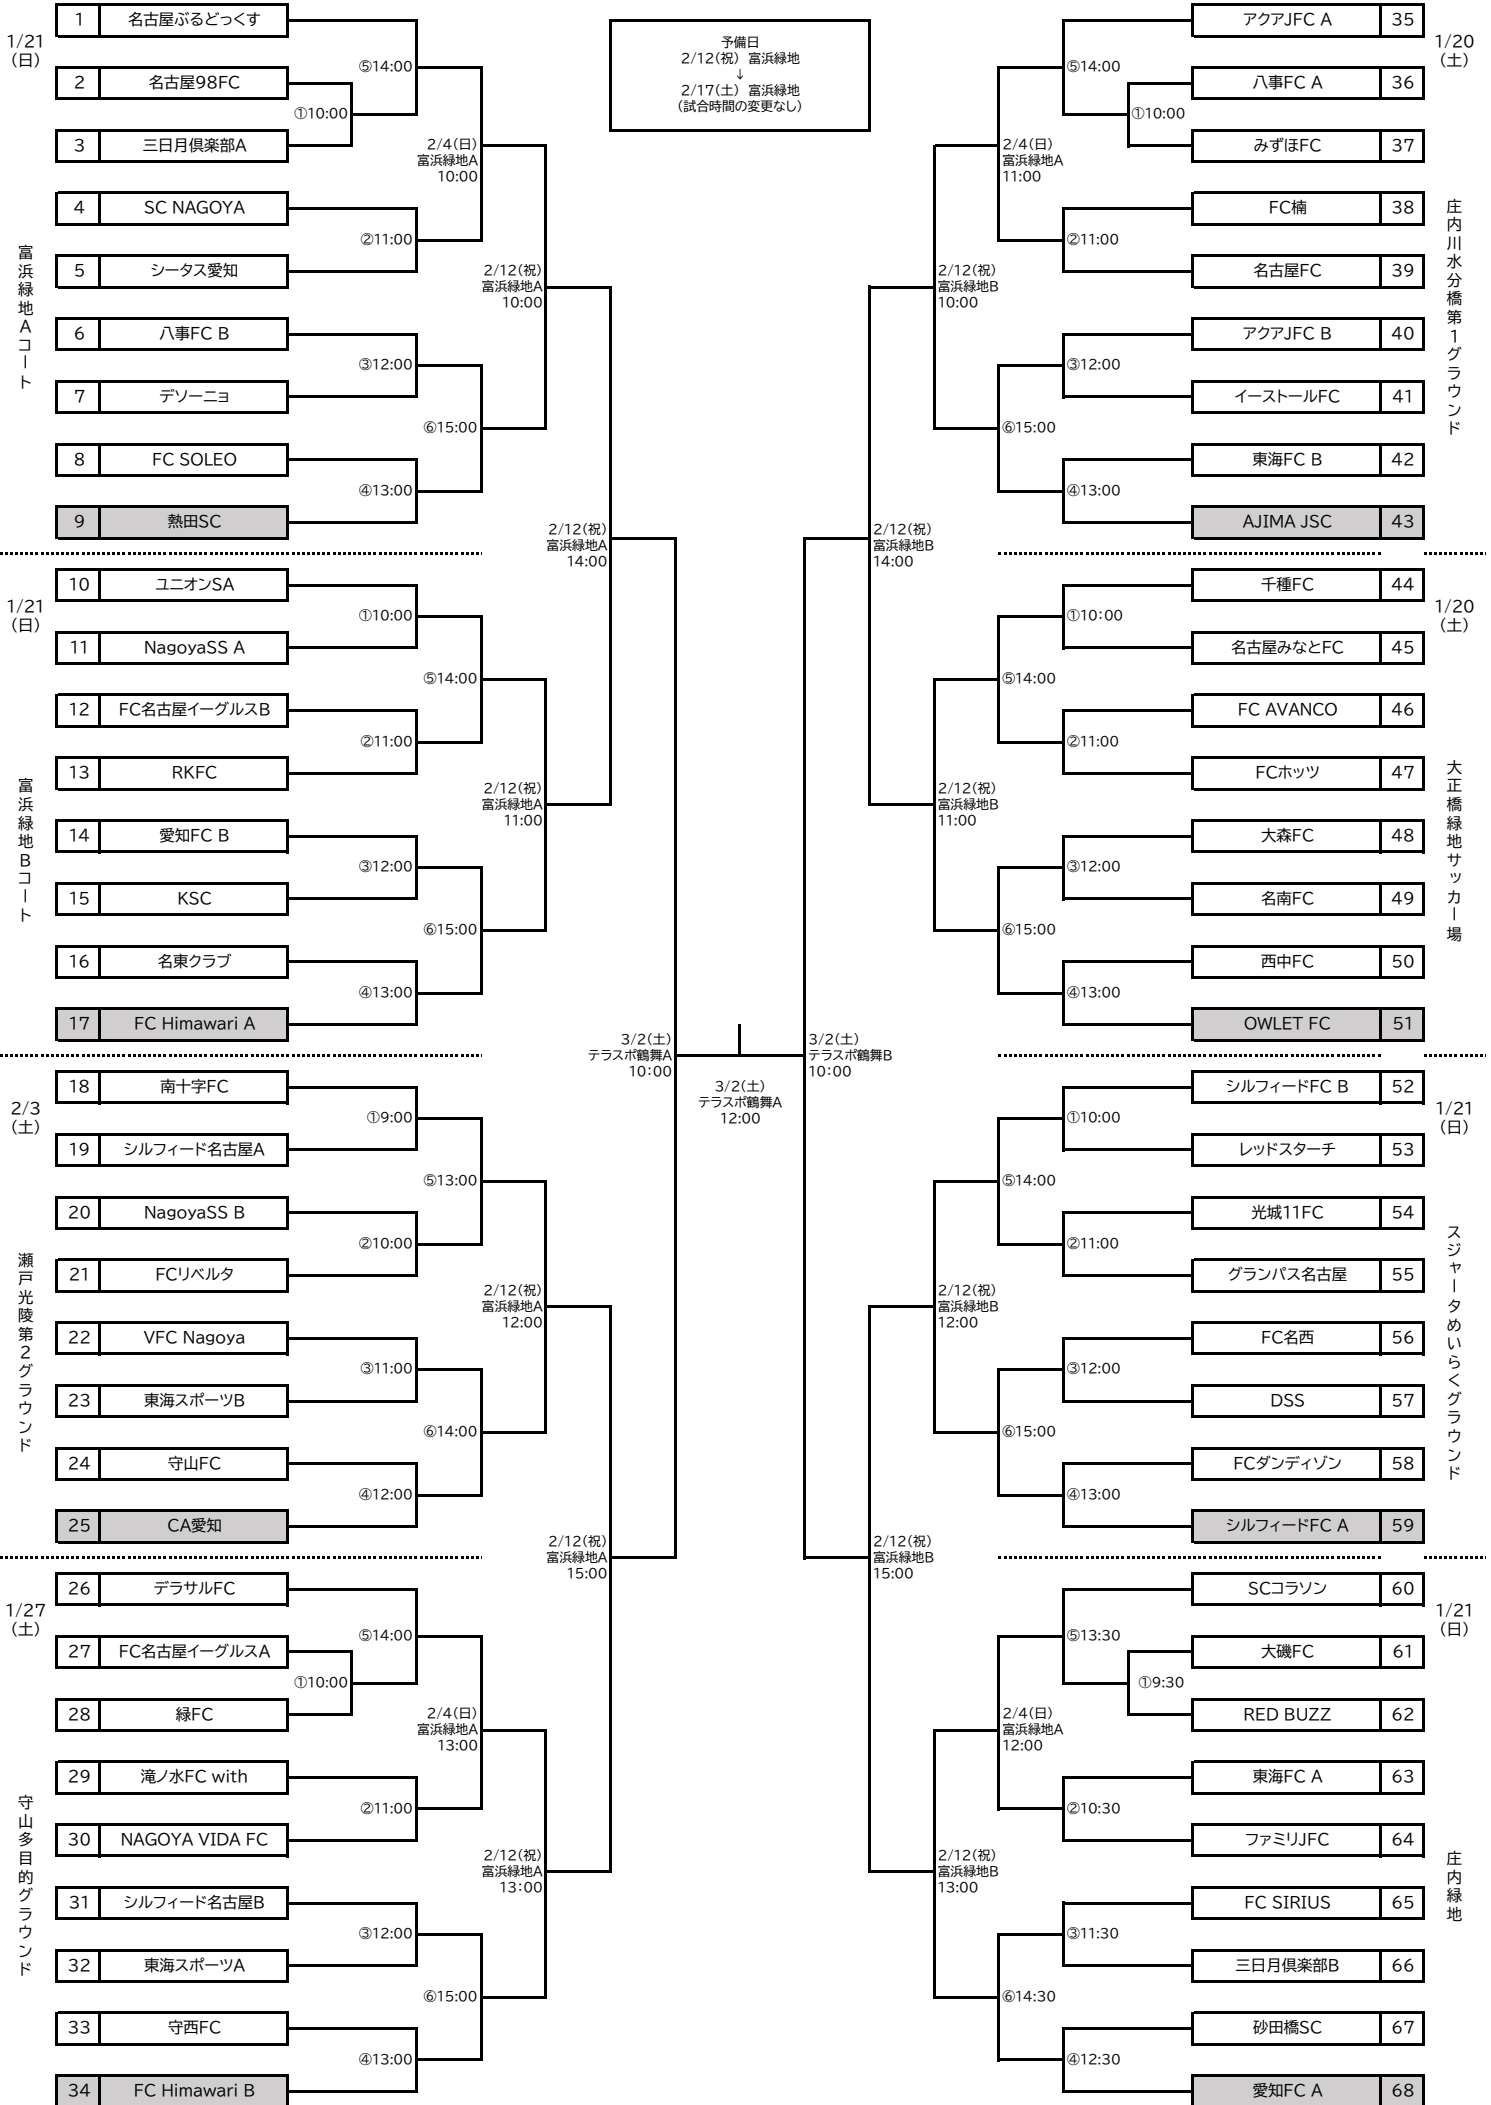 予備日
2/12(祝) 富浜緑地
↓
2/17(土) 富浜緑地
(試合時間の変更なし)
1/21
(日)
富浜緑地Aコート
1 名古屋ぶるどっくす
2 名古屋98FC
3 三日月倶楽部A
4 SC NAGOYA
5 シータス愛知
6 八事FC B
7 デソーニョ
8 FC SOLEO
9 熱田SC
⑤14:00
①10:00
②11:00
③12:00
④13:00
2/4(日)
富浜緑地A
10:00
⑥15:00
2/12(祝)
富浜緑地A
10:00
2/12(祝)
富浜緑地A
14:00
1/21
(日)
富浜緑地Bコート
10 ユニオンSA
11 NagoyaSS A
12 FC名古屋イーグルスB
13 RKFC
14 愛知FC B
15 KSC
16 名東クラブ
17 FC Himawari A
①10:00
②11:00
③12:00
④13:00
⑤14:00
⑥15:00
2/12(祝)
富浜緑地A
11:00
3/2(土)
テラスポ鶴舞A
10:00
2/3
(土)
瀬戸光陵第2グラウンド
18 南十字FC
19 シルフィード名古屋A
20 NagoyaSS B
21 FCリベルタ
22 VFC Nagoya
23 東海スポーツB
24 守山FC
25 CA愛知
①9:00
②10:00
③11:00
④12:00
⑤13:00
⑥14:00
2/12(祝)
富浜緑地A
12:00
2/12(祝)
富浜緑地A
15:00
1/27
(土)
守山多目的グラウンド
26 デラサルFC
27 FC名古屋イーグルスA
28 緑FC
29 滝ノ水FC with
30 NAGOYA VIDA FC
31 シルフィード名古屋B
32 東海スポーツA
33 守西FC
34 FC Himawari B
⑤14:00
①10:00
②11:00
③12:00
④13:00
2/4(日)
富浜緑地A
13:00
⑥15:00
2/12(祝)
富浜緑地A
13:00
3/2(土)
テラスポ鶴舞A
12:00
アクアJFC A 35
八事FC A 36
みずほFC 37
FC楠 38
名古屋FC 39
アクアJFC B 40
イーストールFC 41
東海FC B 42
AJIMA JSC 43
1/20
(土)
庄内川水分橋第1グラウンド
⑤14:00
①10:00
②11:00
③12:00
④13:00
2/4(日)
富浜緑地A
11:00
⑥15:00
2/12(祝)
富浜緑地B
10:00
2/12(祝)
富浜緑地B
14:00
千種FC 44
名古屋みなとFC 45
FC AVANCO 46
FCホッツ 47
大森FC 48
名南FC 49
西中FC 50
OWLET FC 51
1/20
(土)
大正橋緑地サッカー場
①10:00
②11:00
③12:00
④13:00
⑤14:00
⑥15:00
2/12(祝)
富浜緑地B
11:00
3/2(土)
テラスポ鶴舞B
10:00
シルフィードFC B 52
レッドスターチ 53
光城11FC 54
グランパス名古屋 55
FC名西 56
DSS 57
FCダンディゾン 58
シルフィードFC A 59
1/21
(日)
スジャータめいらくグラウンド
①10:00
②11:00
③12:00
④13:00
⑤14:00
⑥15:00
2/12(祝)
富浜緑地B
12:00
2/12(祝)
富浜緑地B
15:00
SCコラソン 60
大磯FC 61
RED BUZZ 62
東海FC A 63
ファミリJFC 64
FC SIRIUS 65
三日月倶楽部B 66
砂田橋SC 67
愛知FC A 68
1/21
(日)
庄内緑地
⑤13:30
①9:30
②10:30
③11:30
④12:30
2/4(日)
富浜緑地A
12:00
⑥14:30
2/12(祝)
富浜緑地B
13:00